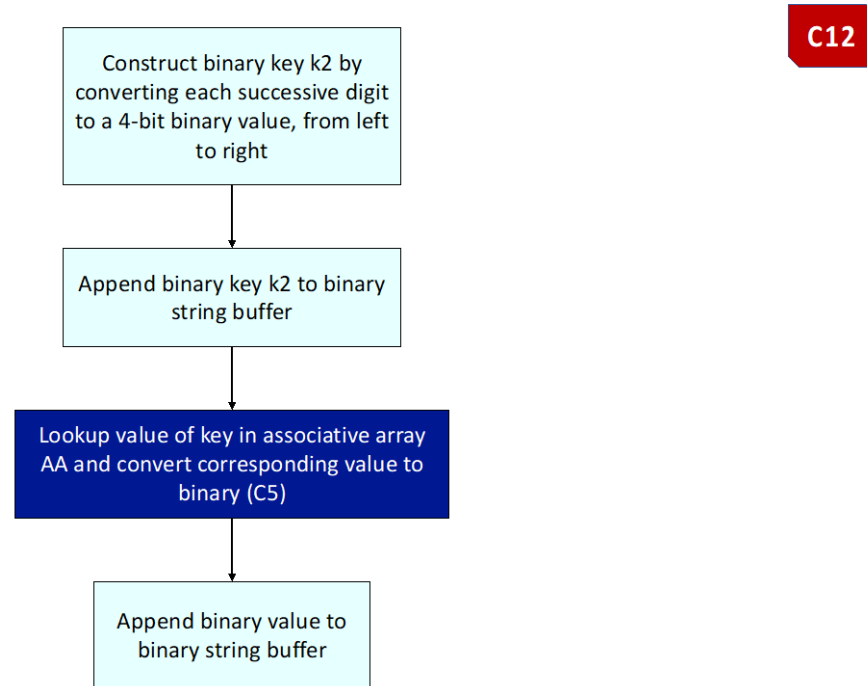 C12
Construct binary key k2 by
converting each successive digit
to a 4-bit binary value, from left
to right
Append binary key k2 to binary
string buffer
Lookup value of key in associative array
AA and convert corresponding value to
binary (C5)
Append binary value to
binary string buffer